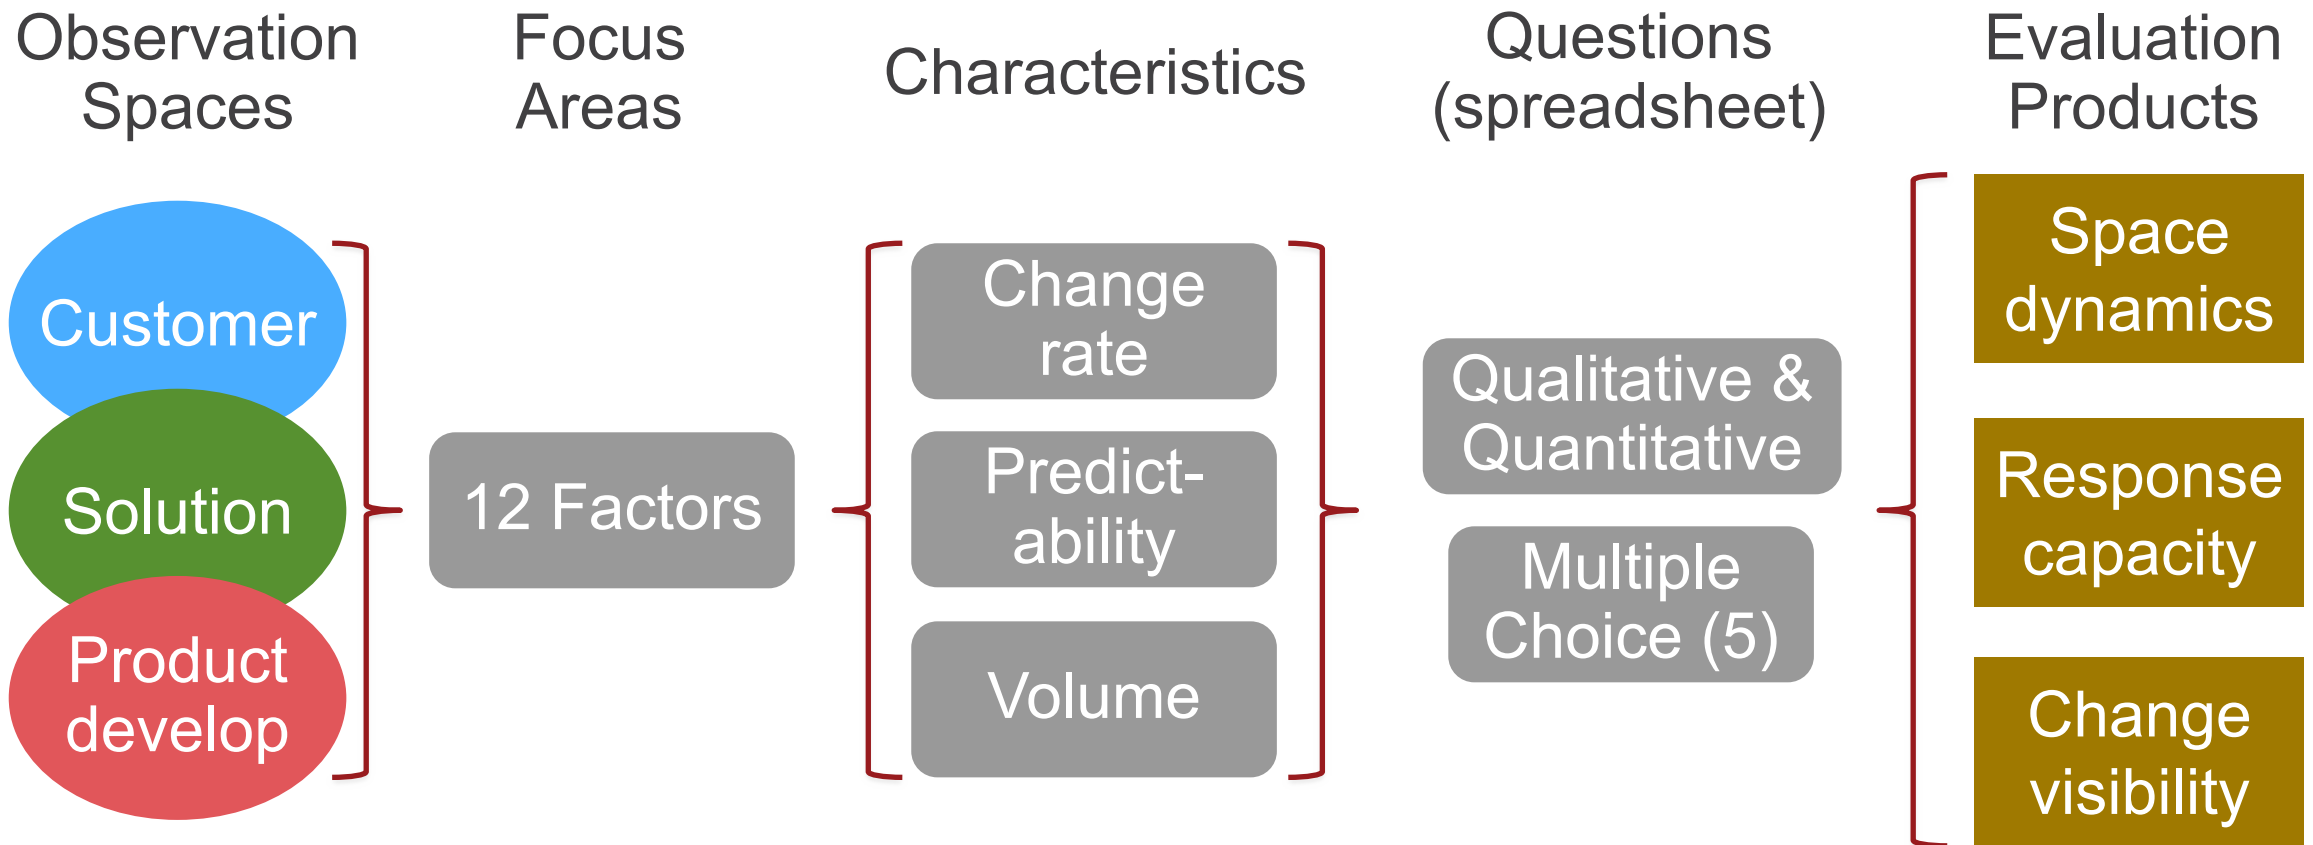 Observation
Spaces
Focus
Areas
Characteristics
Questions
(spreadsheet)
Evaluation
Products
Customer
Solution
Product
develop
12 Factors
Change
rate
Predict-
ability
Volume
Qualitative &
Quantitative
Multiple
Choice (5)
Space
dynamics
Response
capacity
Change
visibility